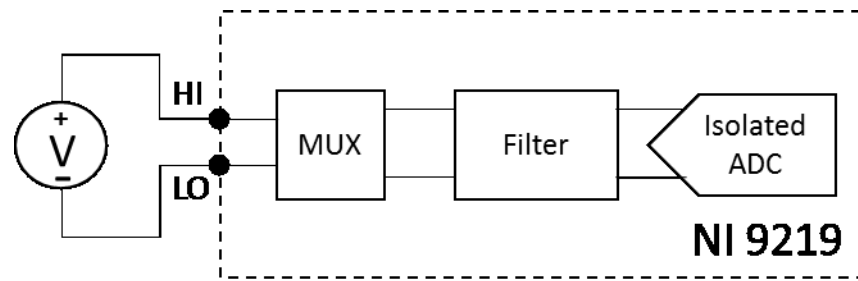 HI
+
V
−
LO
MUX
Filter
Isolated
ADC
NI 9219